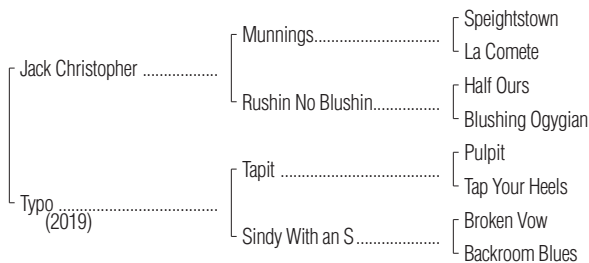 Speightstown
Munnings
La Comete
Jack Christopher
Half Ours
Rushin No Blushin
Blushing Ogygian
Pulpit
Tapit
Tap Your Heels
Typo
(2019)
Broken Vow
Sindy With an S
Backroom Blues